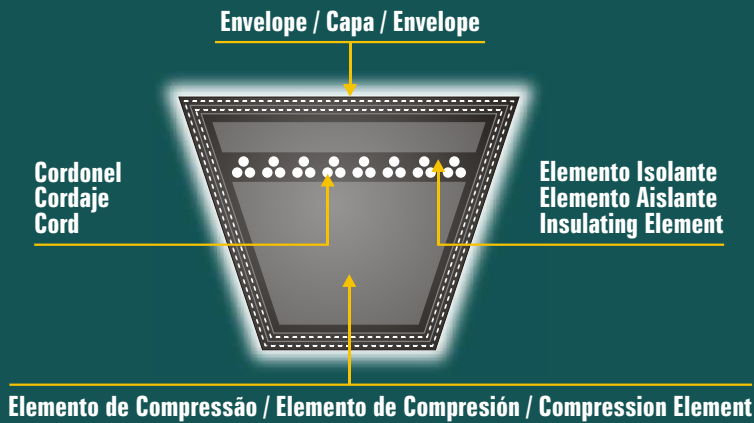 Envelope / Capa / Envelope
Cordonel
Cordaje
Cord
Elemento Isolante
Elemento Aislante
Insulating Element
Elemento de Compressão / Elemento de Compresión / Compression Element